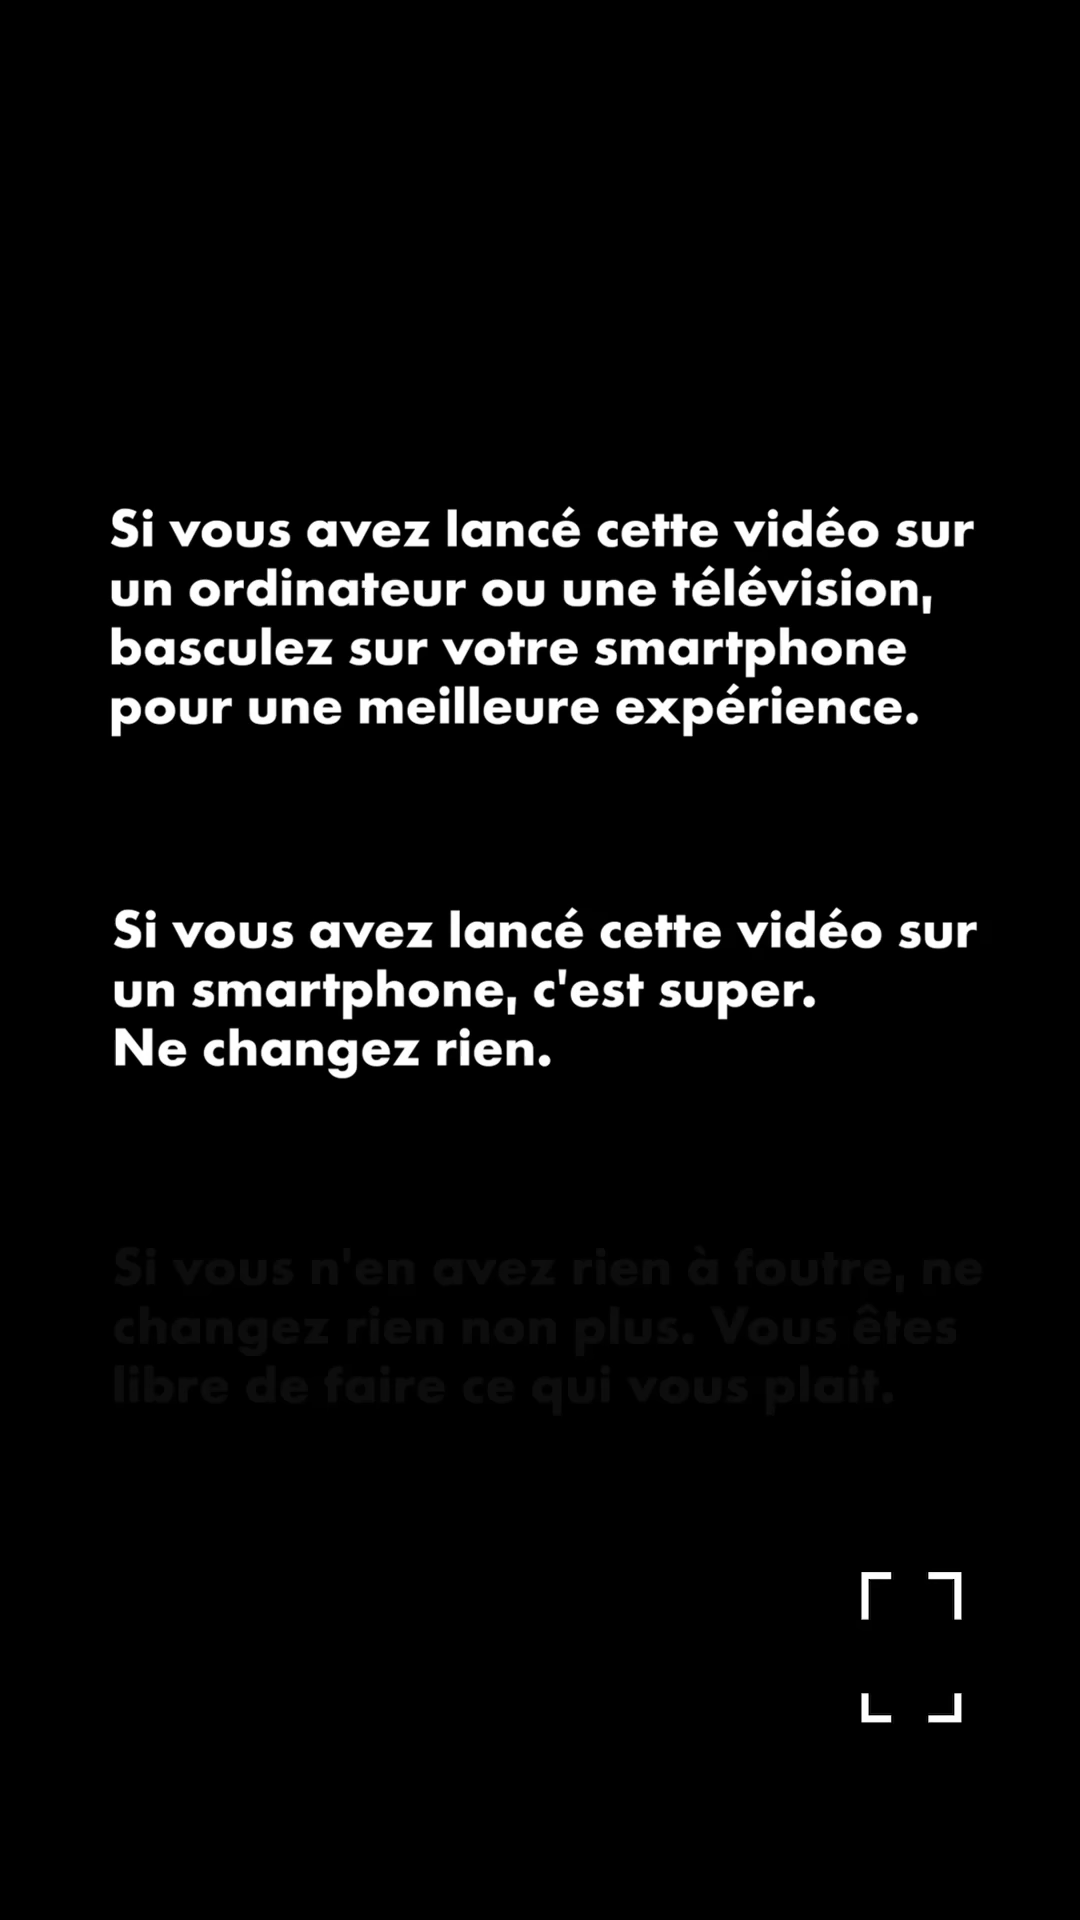 Si vous avez lancé cette vidéo sur
un ordinateur ou une télévision,
basculez sur votre smartphone
pour une meilleure expérience.
Si vous avez lancé cette vidéo sur
un smartphone, c'est super.
Ne changez rien.
Si vous n'en avez rien à foutre, ne
changez rien non plus. Vous êtes
libre de faire ce qui vous plait.